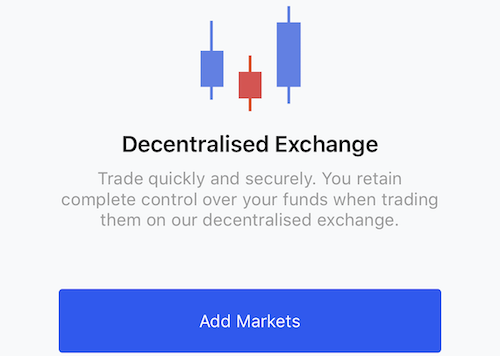 Decentralised Exchange
Trade quickly and securely. You retain
complete control over your funds when trading
them on our decentralised exchange.
Add Markets